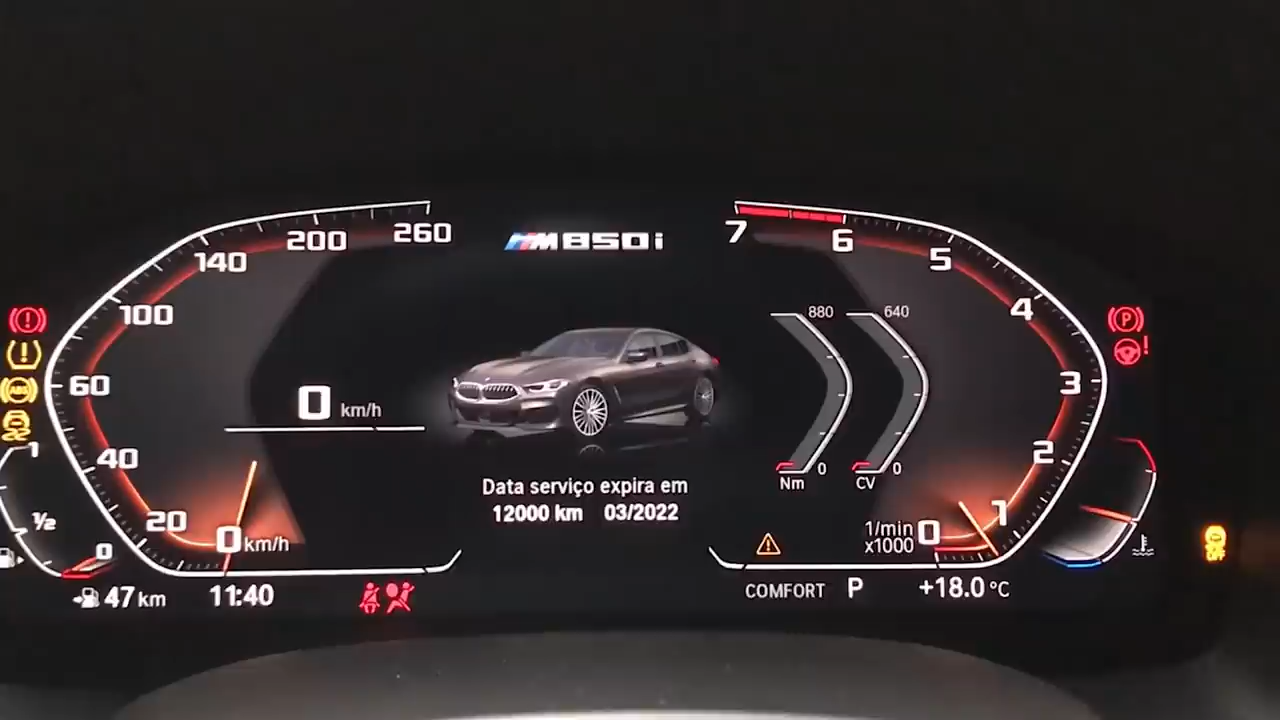 260
200
140
100
60
40
20
0 km/h
M850i
7
6
5
4
3
2
1
0
1/min
x1000
880
640
0
0
Nm
CV
0 km/h
Data serviço expira em
12000 km 03/2022
ABS
1
½
0
47 km
11:40
COMFORT P +18.0 °C
P
OFF